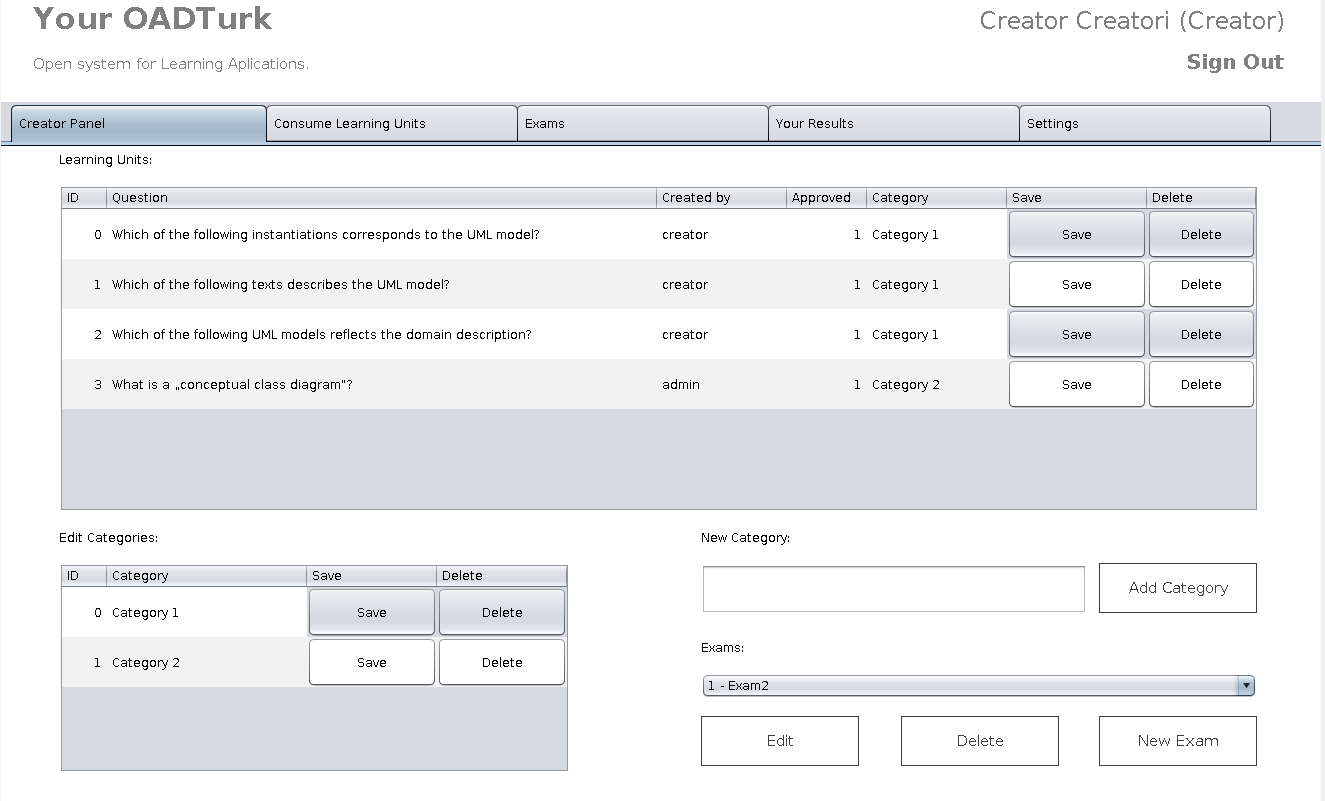 Your OADTurk
Creator Creatori (Creator)
Open system for Learning Aplications.
Sign Out
Creator Panel Consume Learning Units Exams Your Results Settings
Learning Units:
ID Question Created by Approved Category Save Delete
0 Which of the following instantiations corresponds to the UML model? creator 1 Category 1 Save Delete
1 Which of the following texts describes the UML model? creator 1 Category 1 Save Delete
2 Which of the following UML models reflects the domain description? creator 1 Category 1 Save Delete
3 What is a „conceptual class diagram"? admin 1 Category 2 Save Delete
Edit Categories:
ID Category Save Delete
0 Category 1 Save Delete
1 Category 2 Save Delete
New Category:
Add Category
Exams:
1 - Exam2
Edit Delete New Exam